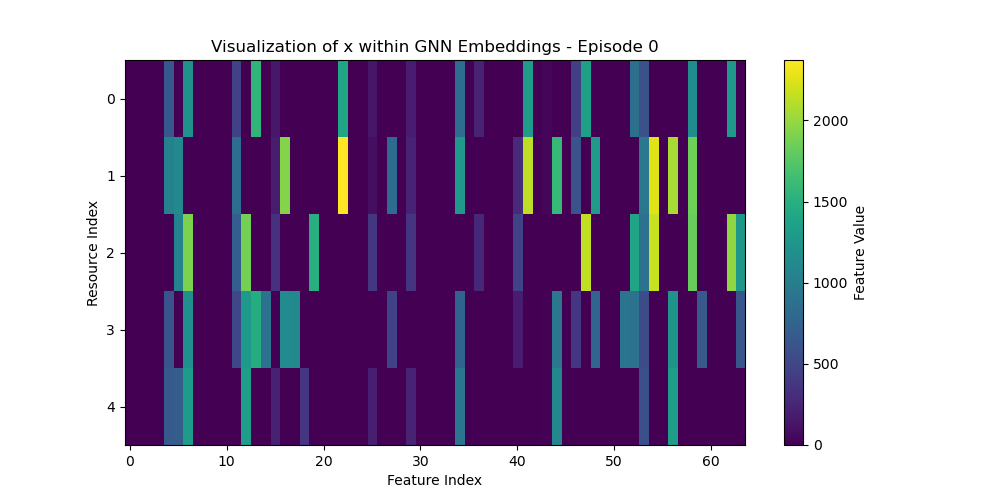 Visualization of x within GNN Embeddings - Episode 0
Resource Index
0
1
2
3
4
0 10 20 30 40 50 60
Feature Index
2000
1500
1000
500
0
Feature Value